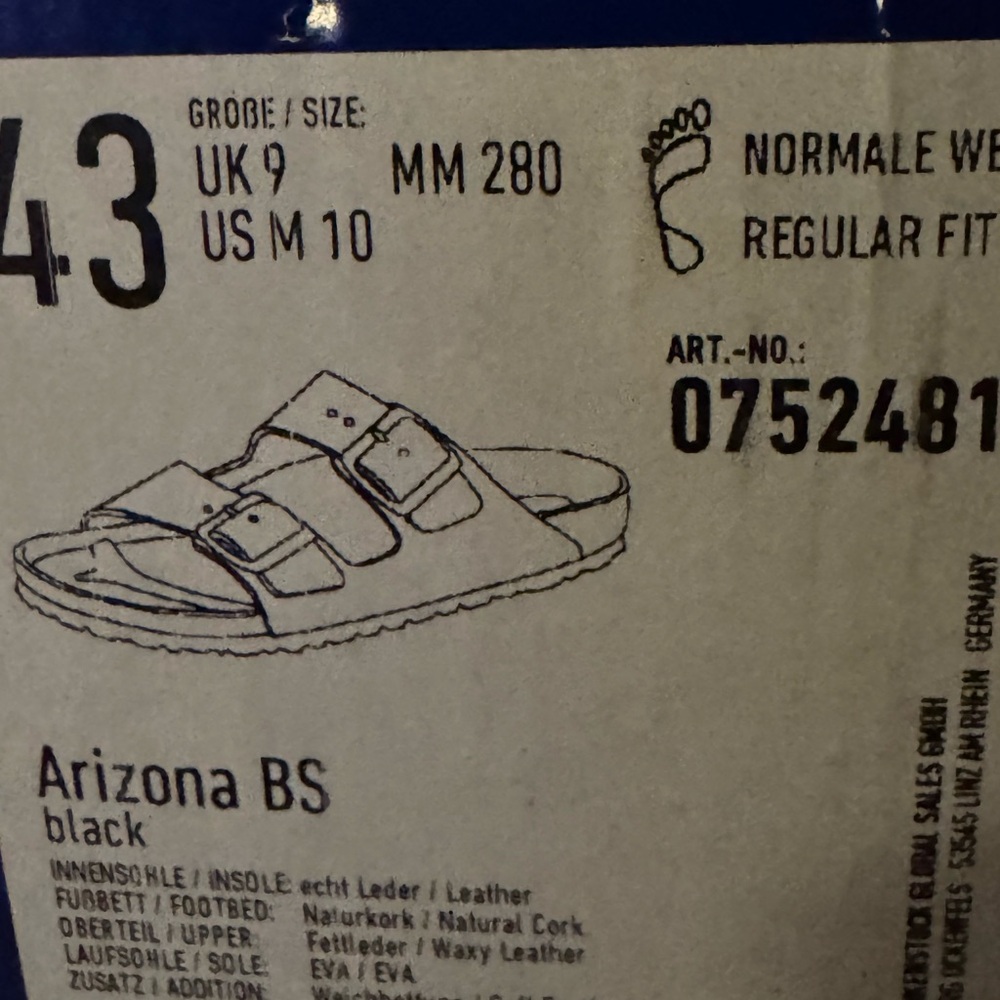 43
GRÖßE / SIZE:
UK 9 MM 280
US M 10
NORMALE WE
REGULAR FIT
ART.-NO.:
0752481
Arizona BS
black
INNENSOHLE / INSOLE: echt Leder / Leather
FUßBETT / FOOTBED: Naturkork / Natural Cork
OBERTEIL / UPPER: Fettleder / Waxy Leather
LAUFSOHLE / SOLE: EVA / EVA
ZUSATZ / ADDITION:
KENSTOCK GLOBAL SALES GMBH
OCKENFELS · 53545 LINZ AM RHEIN · GERMANY